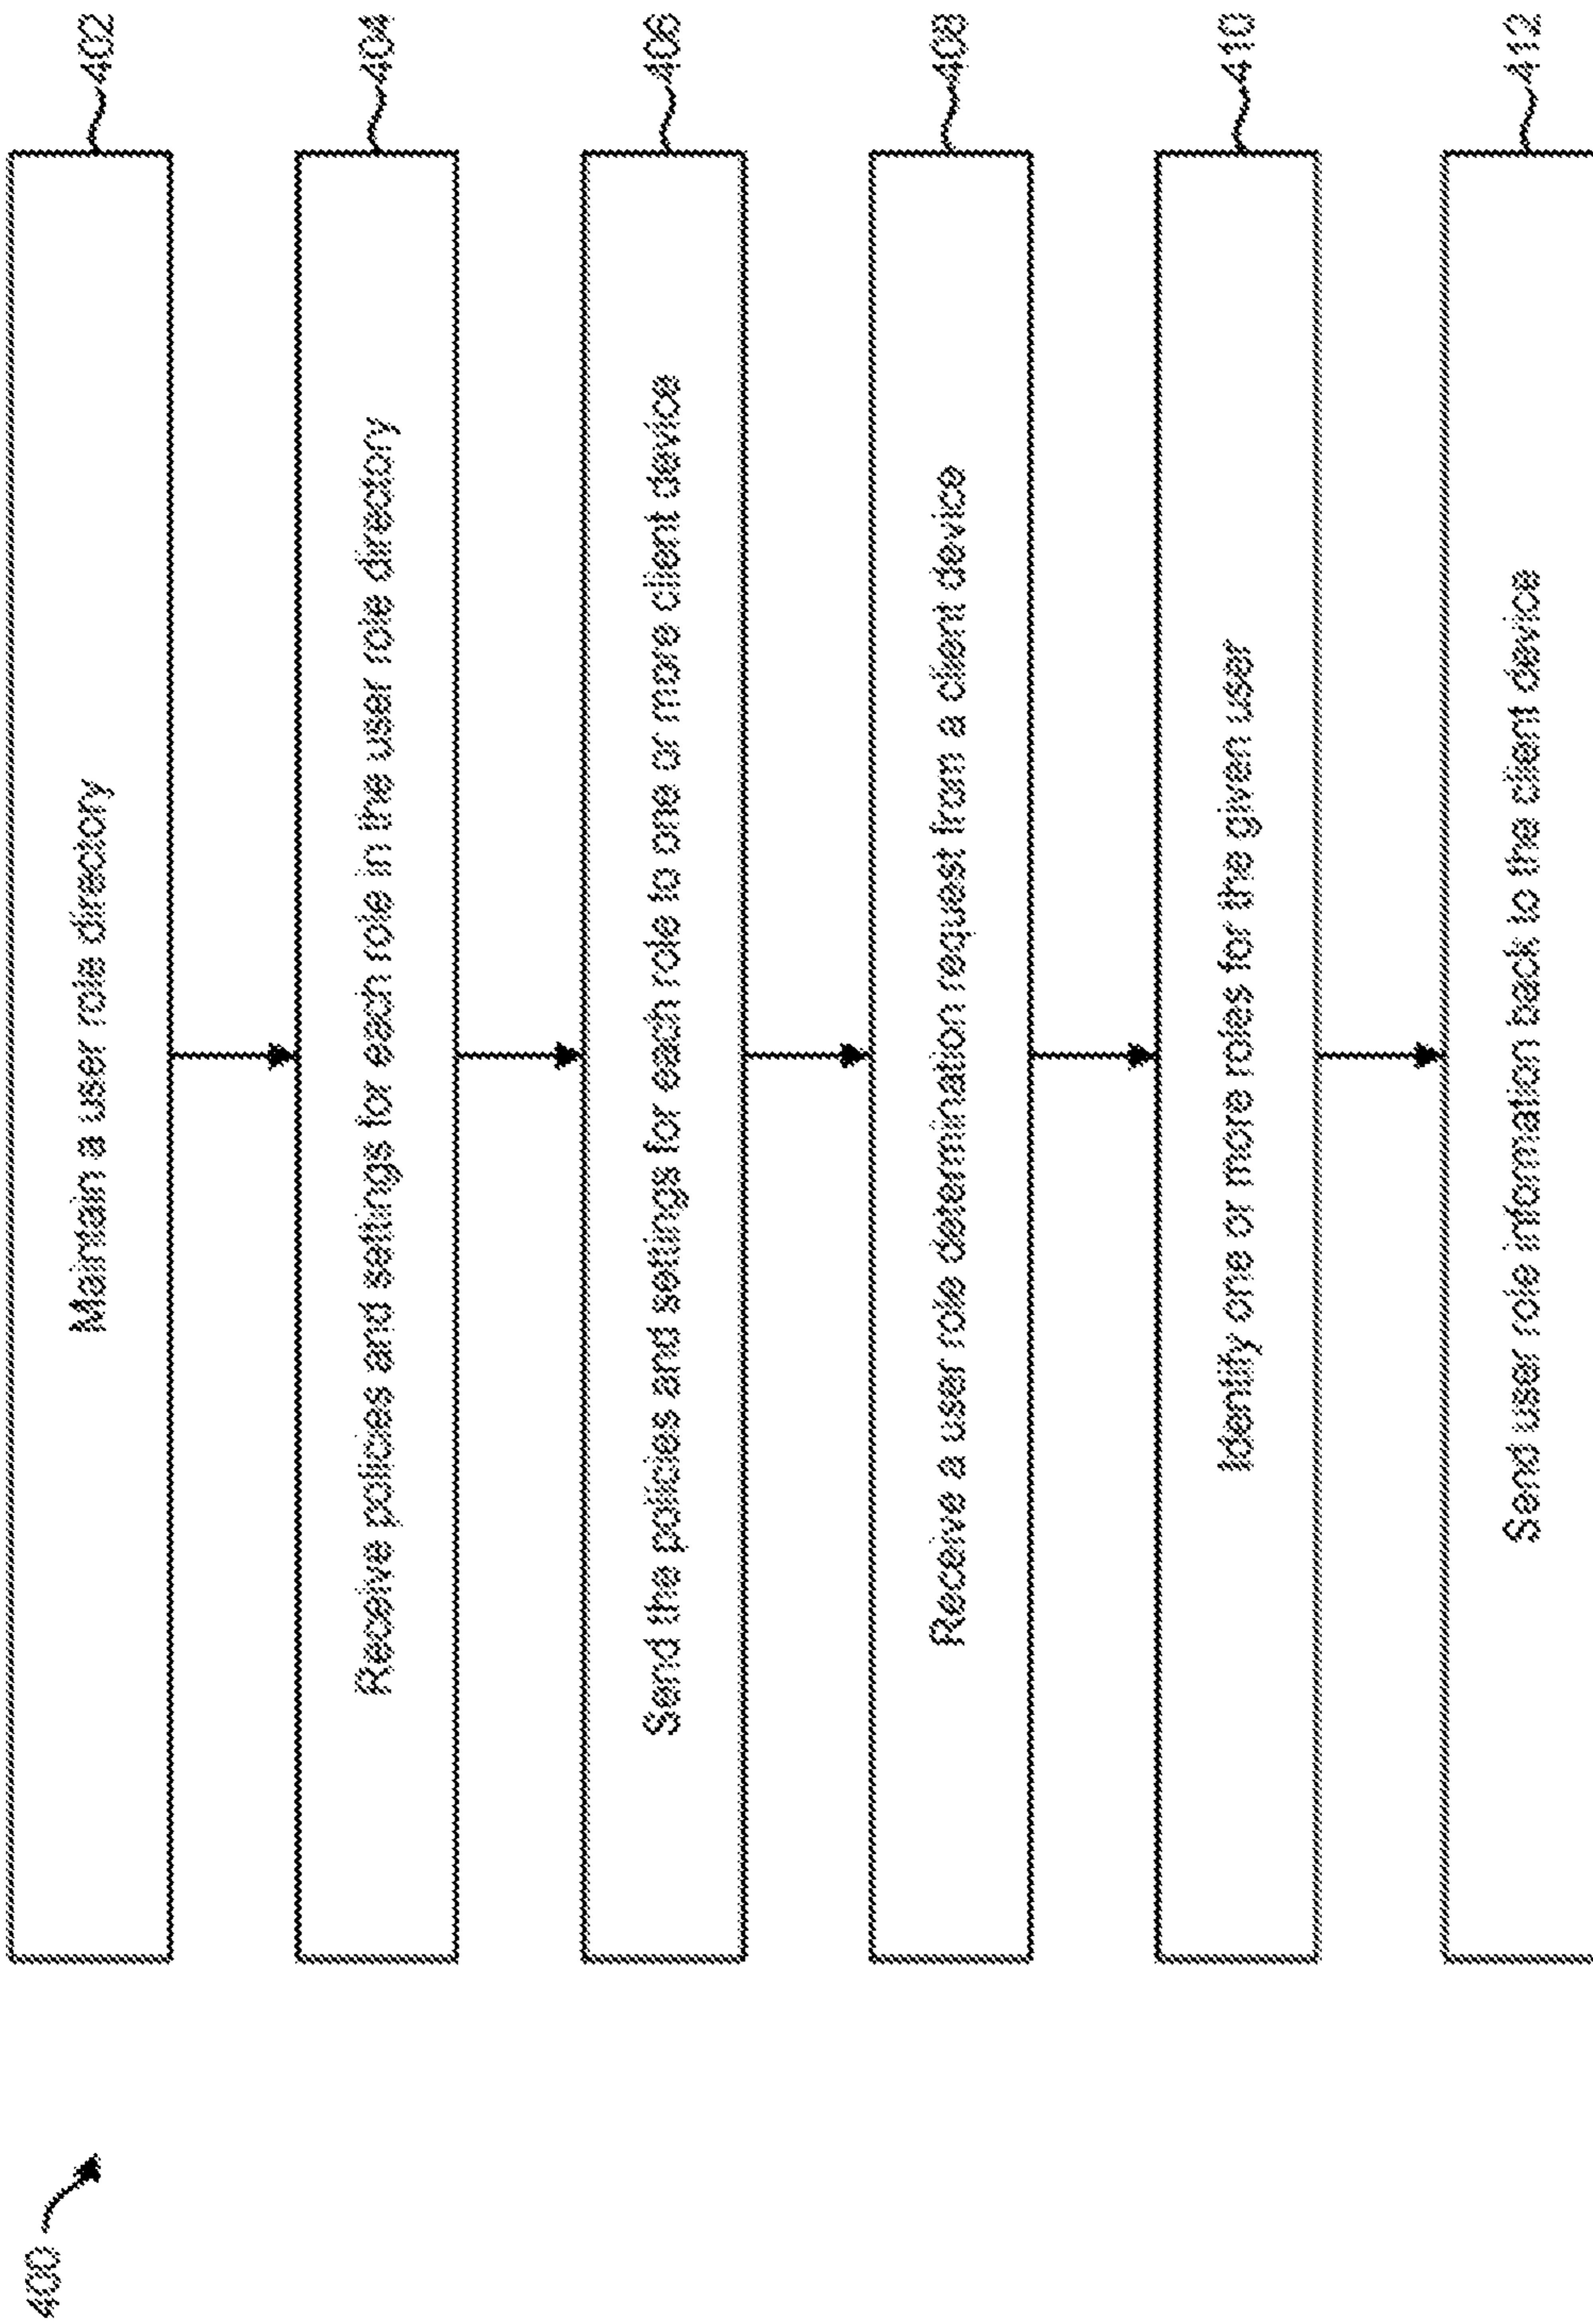 400
Maintain a user role directory
402
Receive policies and settings for each role in the user role directory
404
Send the policies and settings for each role to one or more client device
406
Receive a user role determination request from a client device
408
Identify one or more roles for the given user
410
Send user role information back to the client device
412